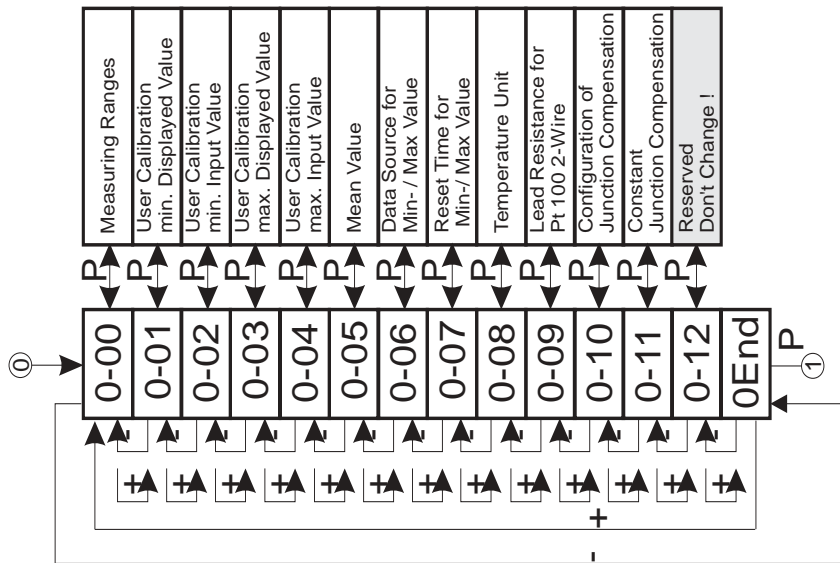 0
0-00
P
Measuring Ranges
0-01
P
User Calibration
min. Displayed Value
0-02
P
User Calibration
min. Input Value
0-03
P
User Calibration
max. Displayed Value
0-04
P
User Calibration
max. Input Value
0-05
P
Mean Value
0-06
P
Data Source for
Min- / Max Value
0-07
P
Reset Time for
Min-/ Max Value
0-08
P
Temperature Unit
0-09
P
Lead Resistance for
Pt 100 2-Wire
0-10
P
Configuration of
Junction Compensation
0-11
P
Constant
Junction Compensation
0-12
P
Reserved
Don't Change !
0End
P
1
-
-
-
-
-
-
-
-
-
-
-
-
-
+
+
+
+
+
+
+
+
+
+
+
+
+
+
-